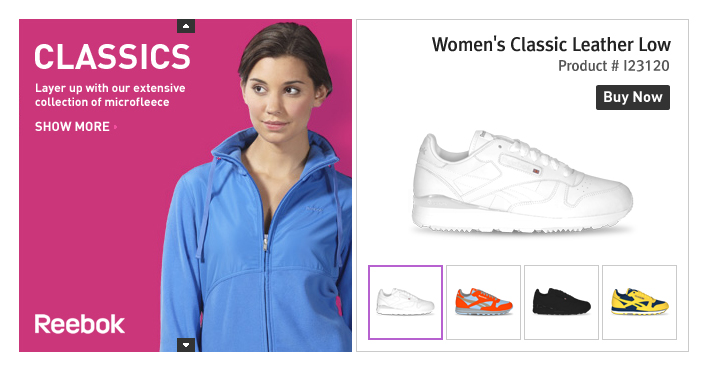 CLASSICS
Layer up with our extensive
collection of microfleece
SHOW MORE
Reebok
Women's Classic Leather Low
Product # I23120
Buy Now